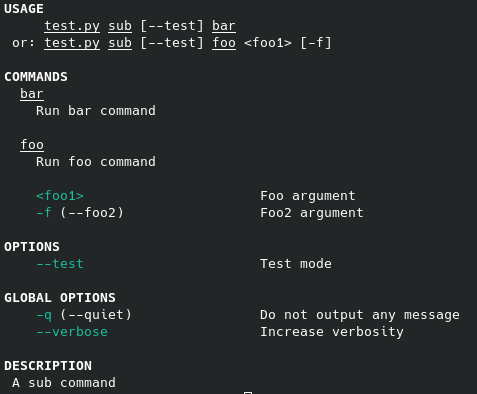 USAGE
test.py sub [--test] bar
or: test.py sub [--test] foo <foo1> [-f]
COMMANDS
bar
Run bar command
foo
Run foo command
<foo1> Foo argument
-f (--foo2) Foo2 argument
OPTIONS
--test Test mode
GLOBAL OPTIONS
-q (--quiet) Do not output any message
--verbose Increase verbosity
DESCRIPTION
A sub command